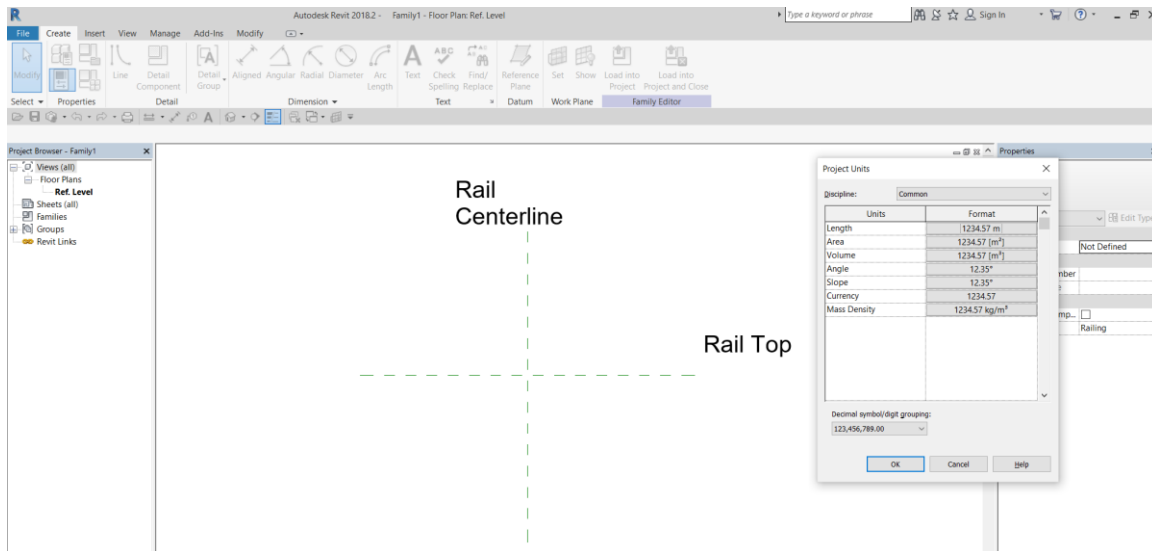 R
Autodesk Revit 2018.2 - Family1 - Floor Plan: Ref. Level
Type a keyword or phrase
Sign In
File Create Insert View Manage Add-Ins Modify
Modify Line Detail Component Detail Group Aligned Angular Radial Diameter Arc Length Text Check Spelling Find/ Replace Reference Plane Set Show Load into Project Load into Project and Close
Select Properties Detail Dimension Text Datum Work Plane Family Editor
Project Browser - Family1
Views (all)
Floor Plans
Ref. Level
Sheets (all)
Families
Groups
Revit Links
Rail
Centerline
Rail Top
Properties
Edit Type
Not Defined
Railing
Project Units
Discipline: Common
Units Format
Length 1234.57 m
Area 1234.57 [m²]
Volume 1234.57 [m³]
Angle 12.35°
Slope 12.35°
Currency 1234.57
Mass Density 1234.57 kg/m³
Decimal symbol/digit grouping:
123,456,789.00
OK Cancel Help